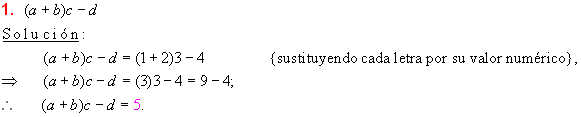 1. (a + b)c – d
Solución:
(a + b)c – d = (1 + 2)3 – 4 {sustituyendo cada letra por su valor numérico},
⇒ (a + b)c – d = (3)3 – 4 = 9 – 4;
∴ (a + b)c – d = 5.